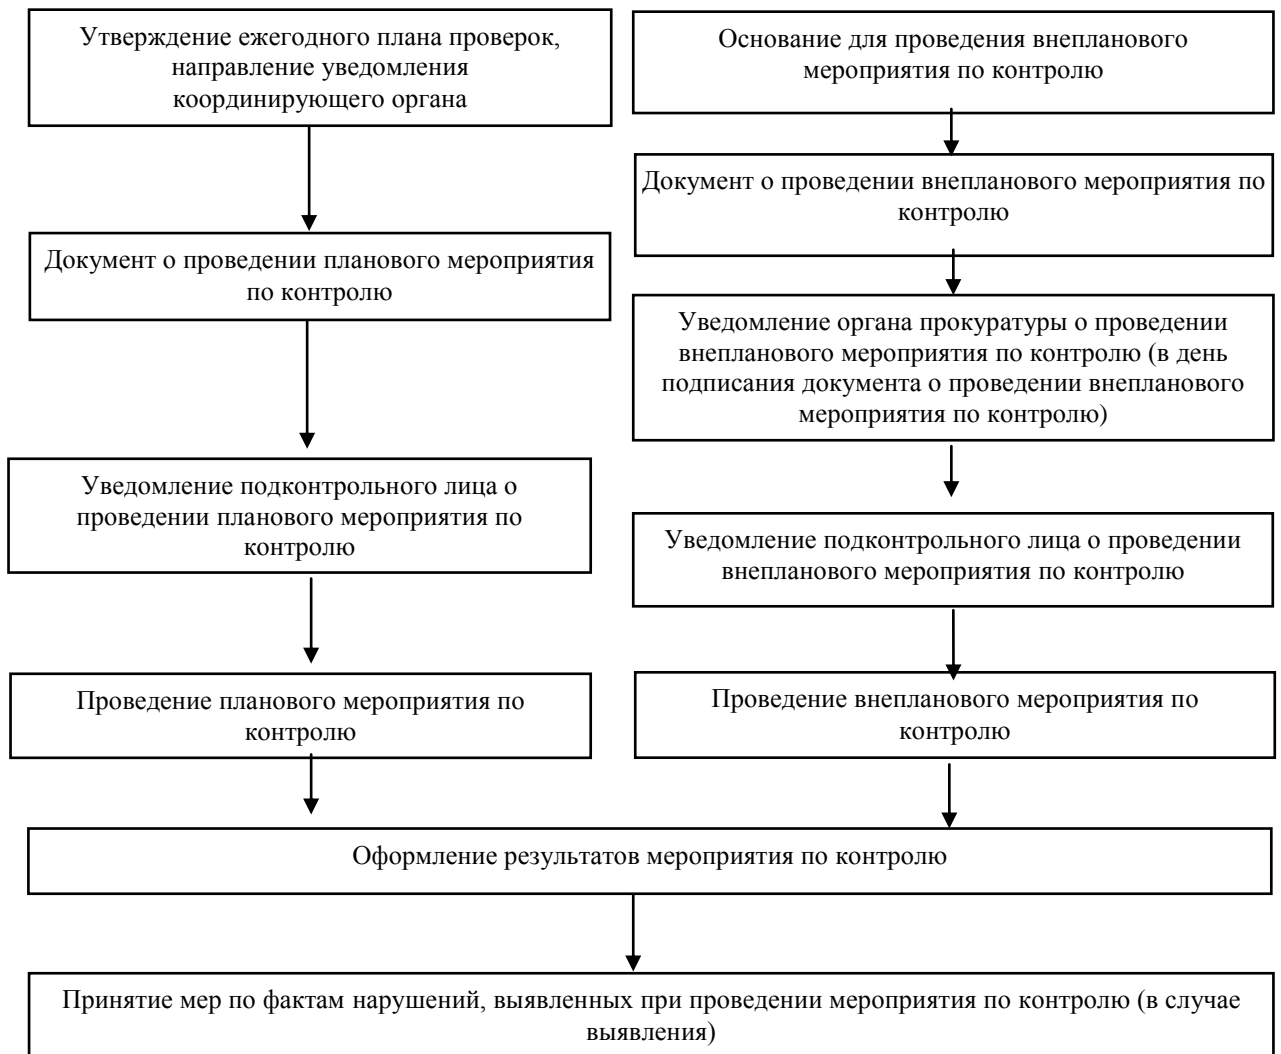 Утверждение ежегодного плана проверок,
направление уведомления
координирующего органа
Документ о проведении планового мероприятия
по контролю
Уведомление подконтрольного лица о
проведении планового мероприятия по
контролю
Проведение планового мероприятия по
контролю
Основание для проведения внепланового
мероприятия по контролю
Документ о проведении внепланового мероприятия по
контролю
Уведомление органа прокуратуры о проведении
внепланового мероприятия по контролю (в день
подписания документа о проведении внепланового
мероприятия по контролю)
Уведомление подконтрольного лица о проведении
внепланового мероприятия по контролю
Проведение внепланового мероприятия по
контролю
Оформление результатов мероприятия по контролю
Принятие мер по фактам нарушений, выявленных при проведении мероприятия по контролю (в случае
выявления)